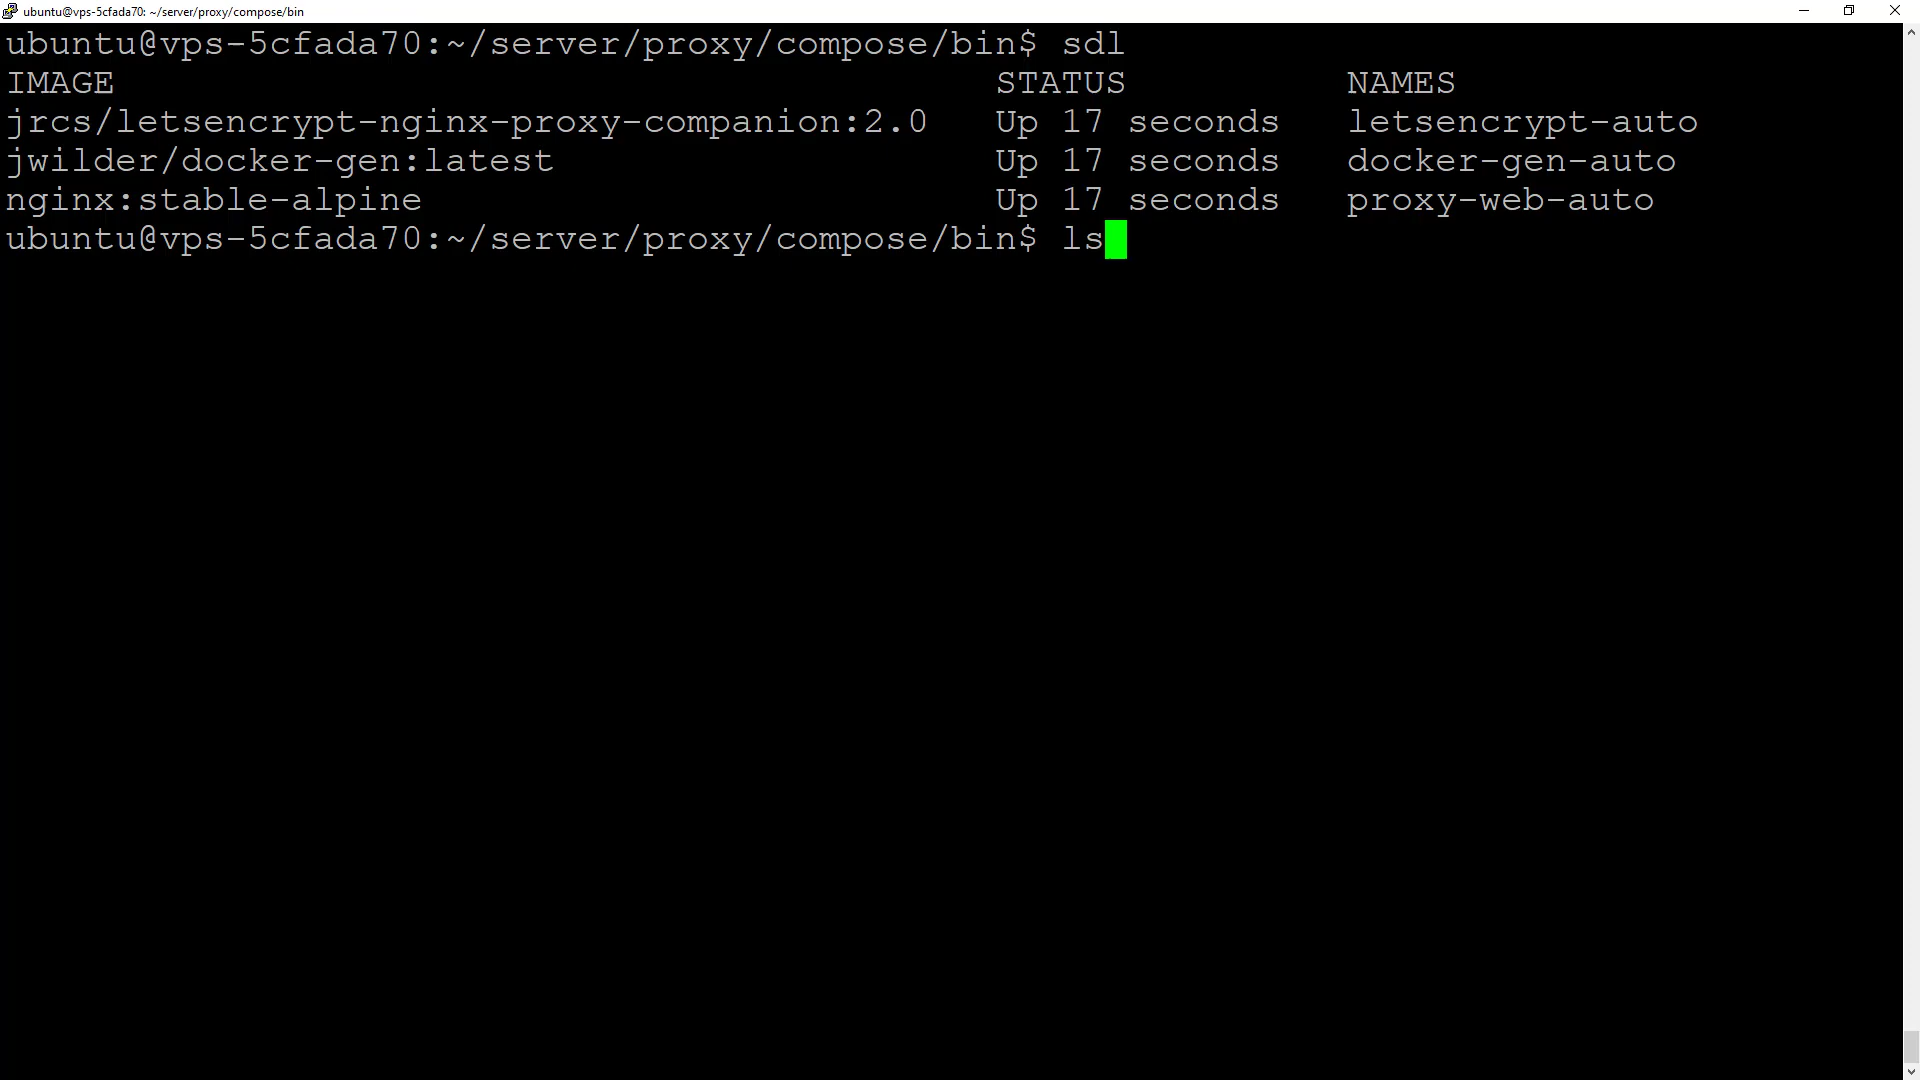 ubuntu@vps-5cfada70: ~/server/proxy/compose/bin
ubuntu@vps-5cfada70:~/server/proxy/compose/bin$ sdl
IMAGE STATUS NAMES
jrcs/letsencrypt-nginx-proxy-companion:2.0 Up 17 seconds letsencrypt-auto
jwilder/docker-gen:latest Up 17 seconds docker-gen-auto
nginx:stable-alpine Up 17 seconds proxy-web-auto
ubuntu@vps-5cfada70:~/server/proxy/compose/bin$ ls